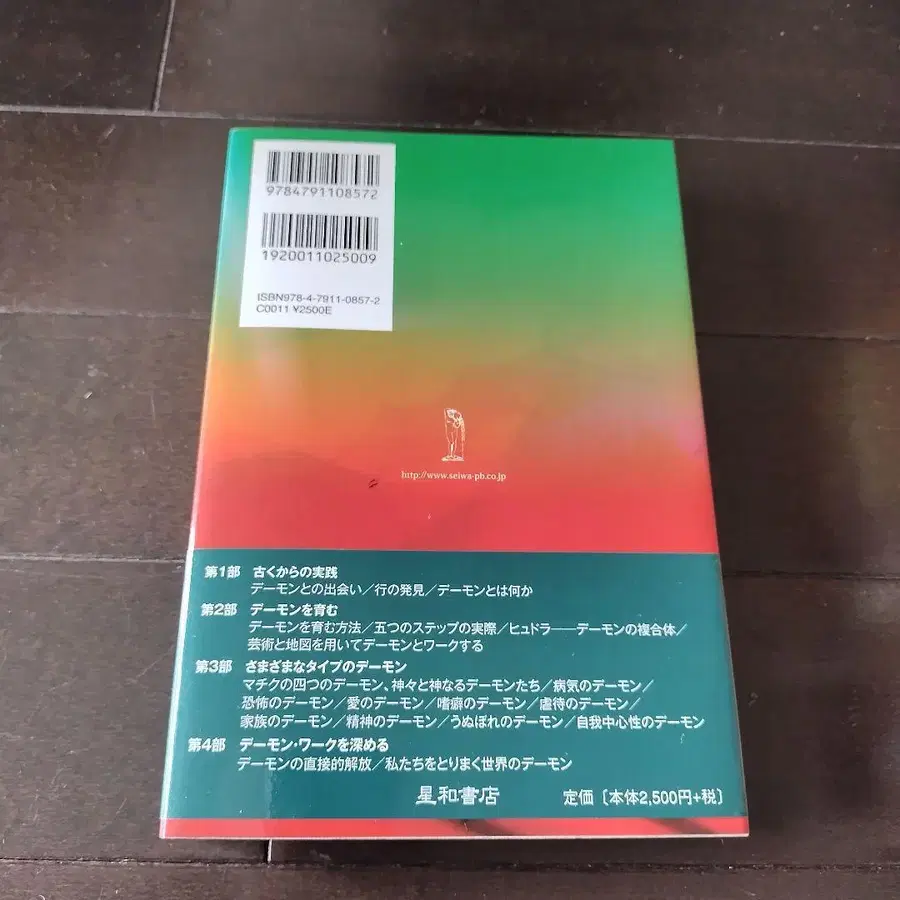 9784791108572
1920011025009
ISBN978-4-7911-0857-2
C0011 ¥2500E
http://www.seiwa-pb.co.jp
第1部 古くからの実践
デーモンとの出会い／行の発見／デーモンとは何か
第2部 デーモンを育む
デーモンを育む方法／五つのステップの実際／ヒュドラ――デーモンの複合体／
芸術と地図を用いてデーモンとワークする
第3部 さまざまなタイプのデーモン
マチクの四つのデーモン、神々と神なるデーモンたち／病気のデーモン／
恐怖のデーモン／愛のデーモン／嗜癖のデーモン／虐待のデーモン／
家族のデーモン／精神のデーモン／うぬぼれのデーモン／自我中心性のデーモン
第4部 デーモン・ワークを深める
デーモンの直接的解放／私たちをとりまく世界のデーモン
星和書店 定価〔本体2,500円+税〕